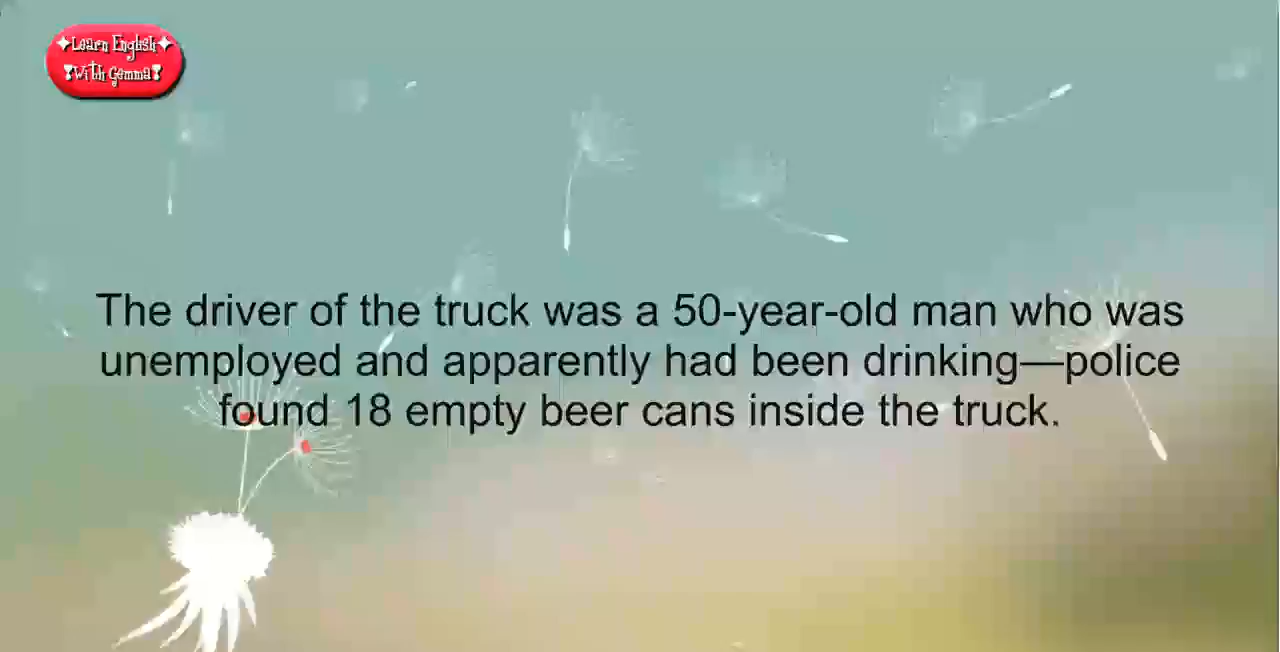 Learn English
With Gemma
The driver of the truck was a 50-year-old man who was
unemployed and apparently had been drinking—police
found 18 empty beer cans inside the truck.